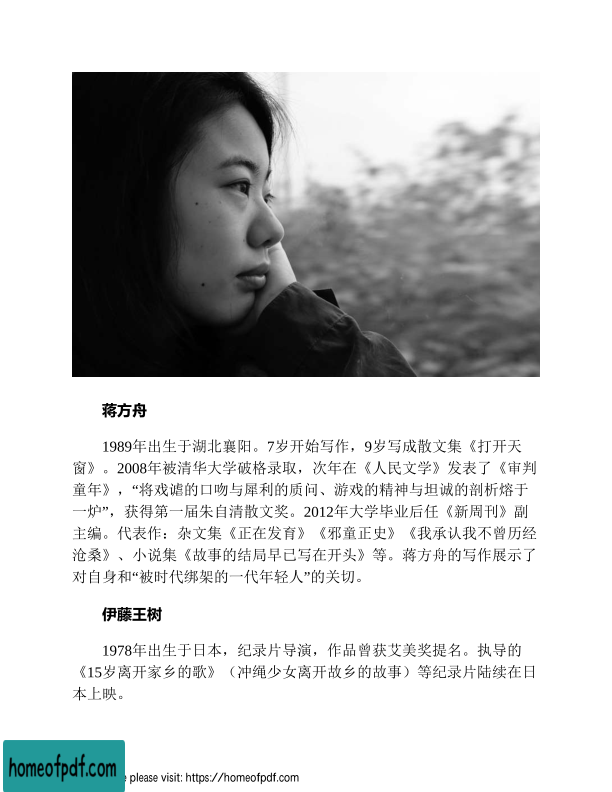 蒋方舟
1989年出生于湖北襄阳。7岁开始写作，9岁写成散文集《打开天
窗》。2008年被清华大学破格录取，次年在《人民文学》发表了《审判
童年》，“将戏谑的口吻与犀利的质问、游戏的精神与坦诚的剖析熔于
一炉”，获得第一届朱自清散文奖。2012年大学毕业后任《新周刊》副
主编。代表作：杂文集《正在发育》《邪童正史》《我承认我不曾历经
沧桑》、小说集《故事的结局早已写在开头》等。蒋方舟的写作展示了
对自身和“被时代绑架的一代年轻人”的关切。
伊藤王树
1978年出生于日本，纪录片导演，作品曾获艾美奖提名。执导的
《15岁离开家乡的歌》（冲绳少女离开故乡的故事）等纪录片陆续在日
本上映。
homeofpdf.com
please visit: https://homeofpdf.com